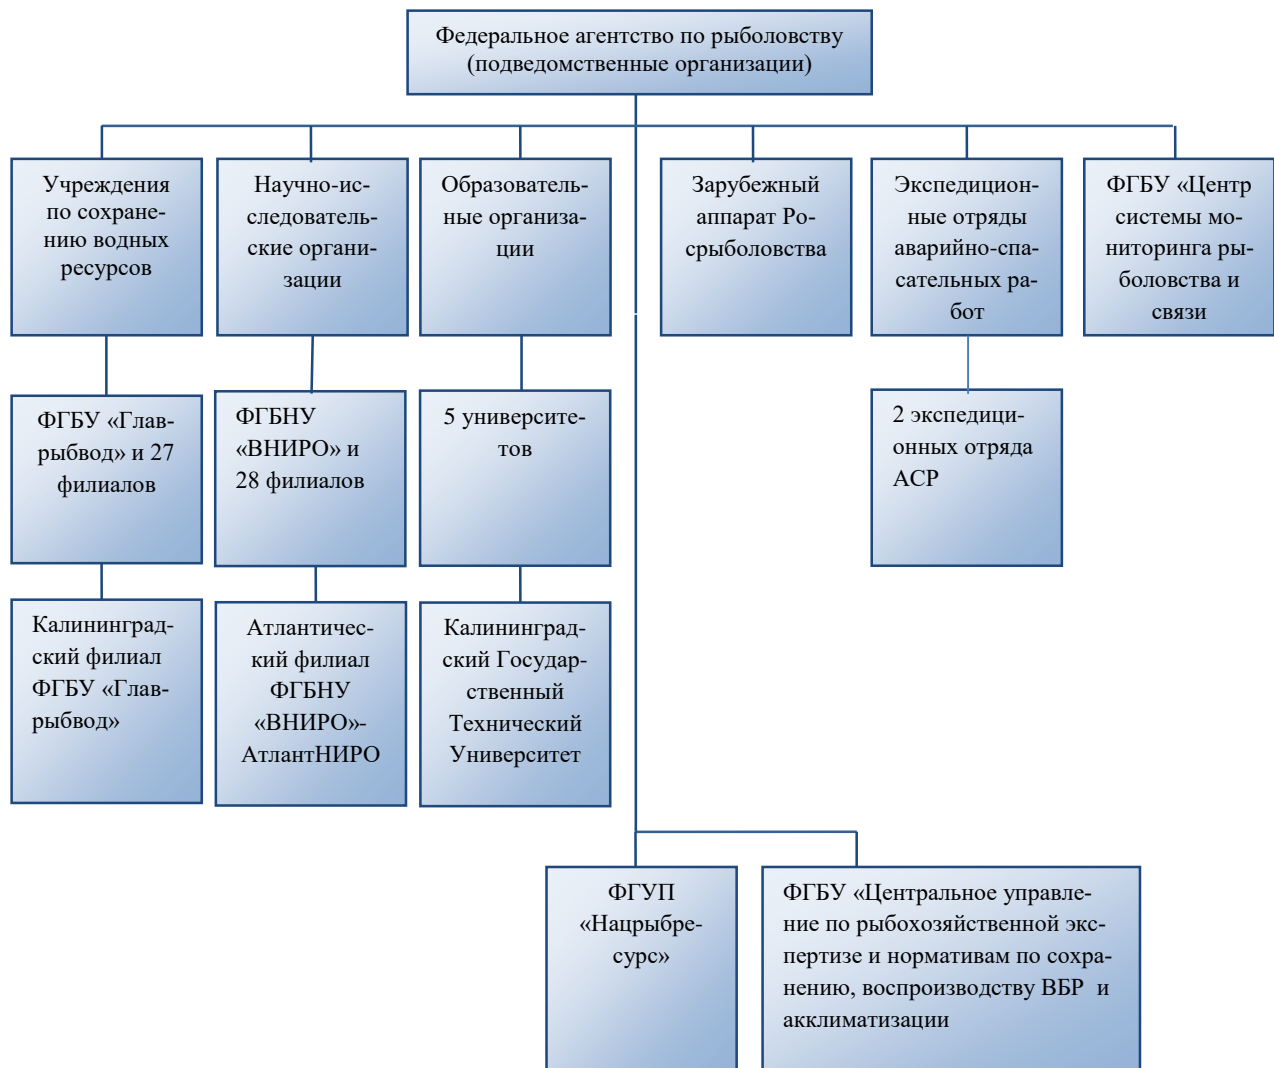 Федеральное агентство по рыболовству
(подведомственные организации)
Учреждения
по сохране-
нию водных
ресурсов
Научно-ис-
следователь-
ские органи-
зации
Образователь-
ные организа-
ции
Зарубежный
аппарат Ро-
срыболовства
Экспедицион-
ные отряды
аварийно-спа-
сательных ра-
бот
ФГБУ «Центр
системы мо-
ниторинга ры-
боловства и
связи
ФГБУ «Глав-
рыбвод» и 27
филиалов
ФГБНУ
«ВНИРО» и
28 филиалов
5 университе-
тов
2 экспедици-
онных отряда
АСР
Калининград-
ский филиал
ФГБУ «Глав-
рыбвод»
Атлантичес-
кий филиал
ФГБНУ
«ВНИРО»-
АтлантНИРО
Калининград-
ский Государ-
ственный
Технический
Университет
ФГУП
«Нацрыбре-
сурс»
ФГБУ «Центральное управле-
ние по рыбохозяйственной экс-
пертизе и нормативам по сохра-
нению, воспроизводству ВБР и
акклиматизации